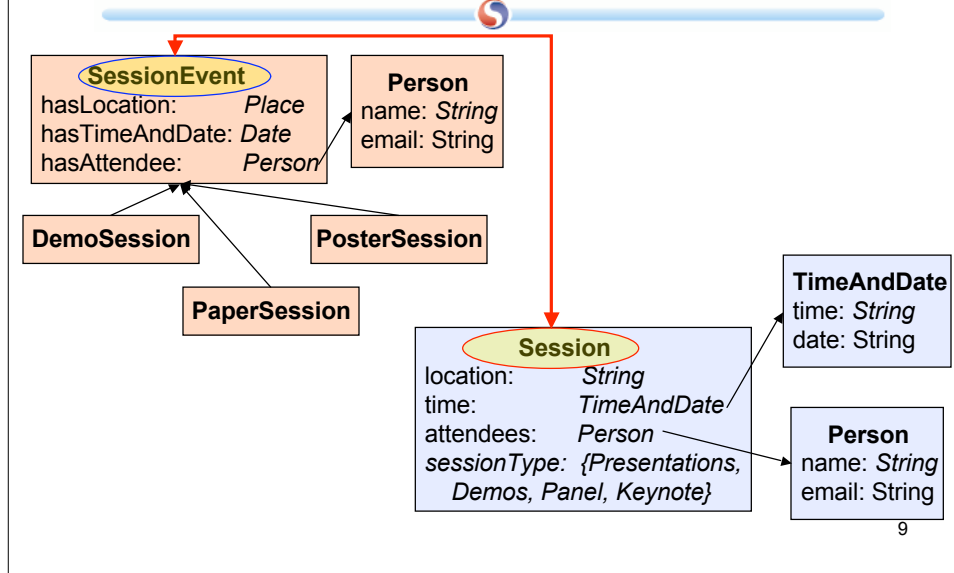 SessionEvent
hasLocation: Place
hasTimeAndDate: Date
hasAttendee: Person
Person
name: String
email: String
DemoSession
PosterSession
PaperSession
Session
location: String
time: TimeAndDate
attendees: Person
sessionType: {Presentations,
Demos, Panel, Keynote}
TimeAndDate
time: String
date: String
Person
name: String
email: String
9